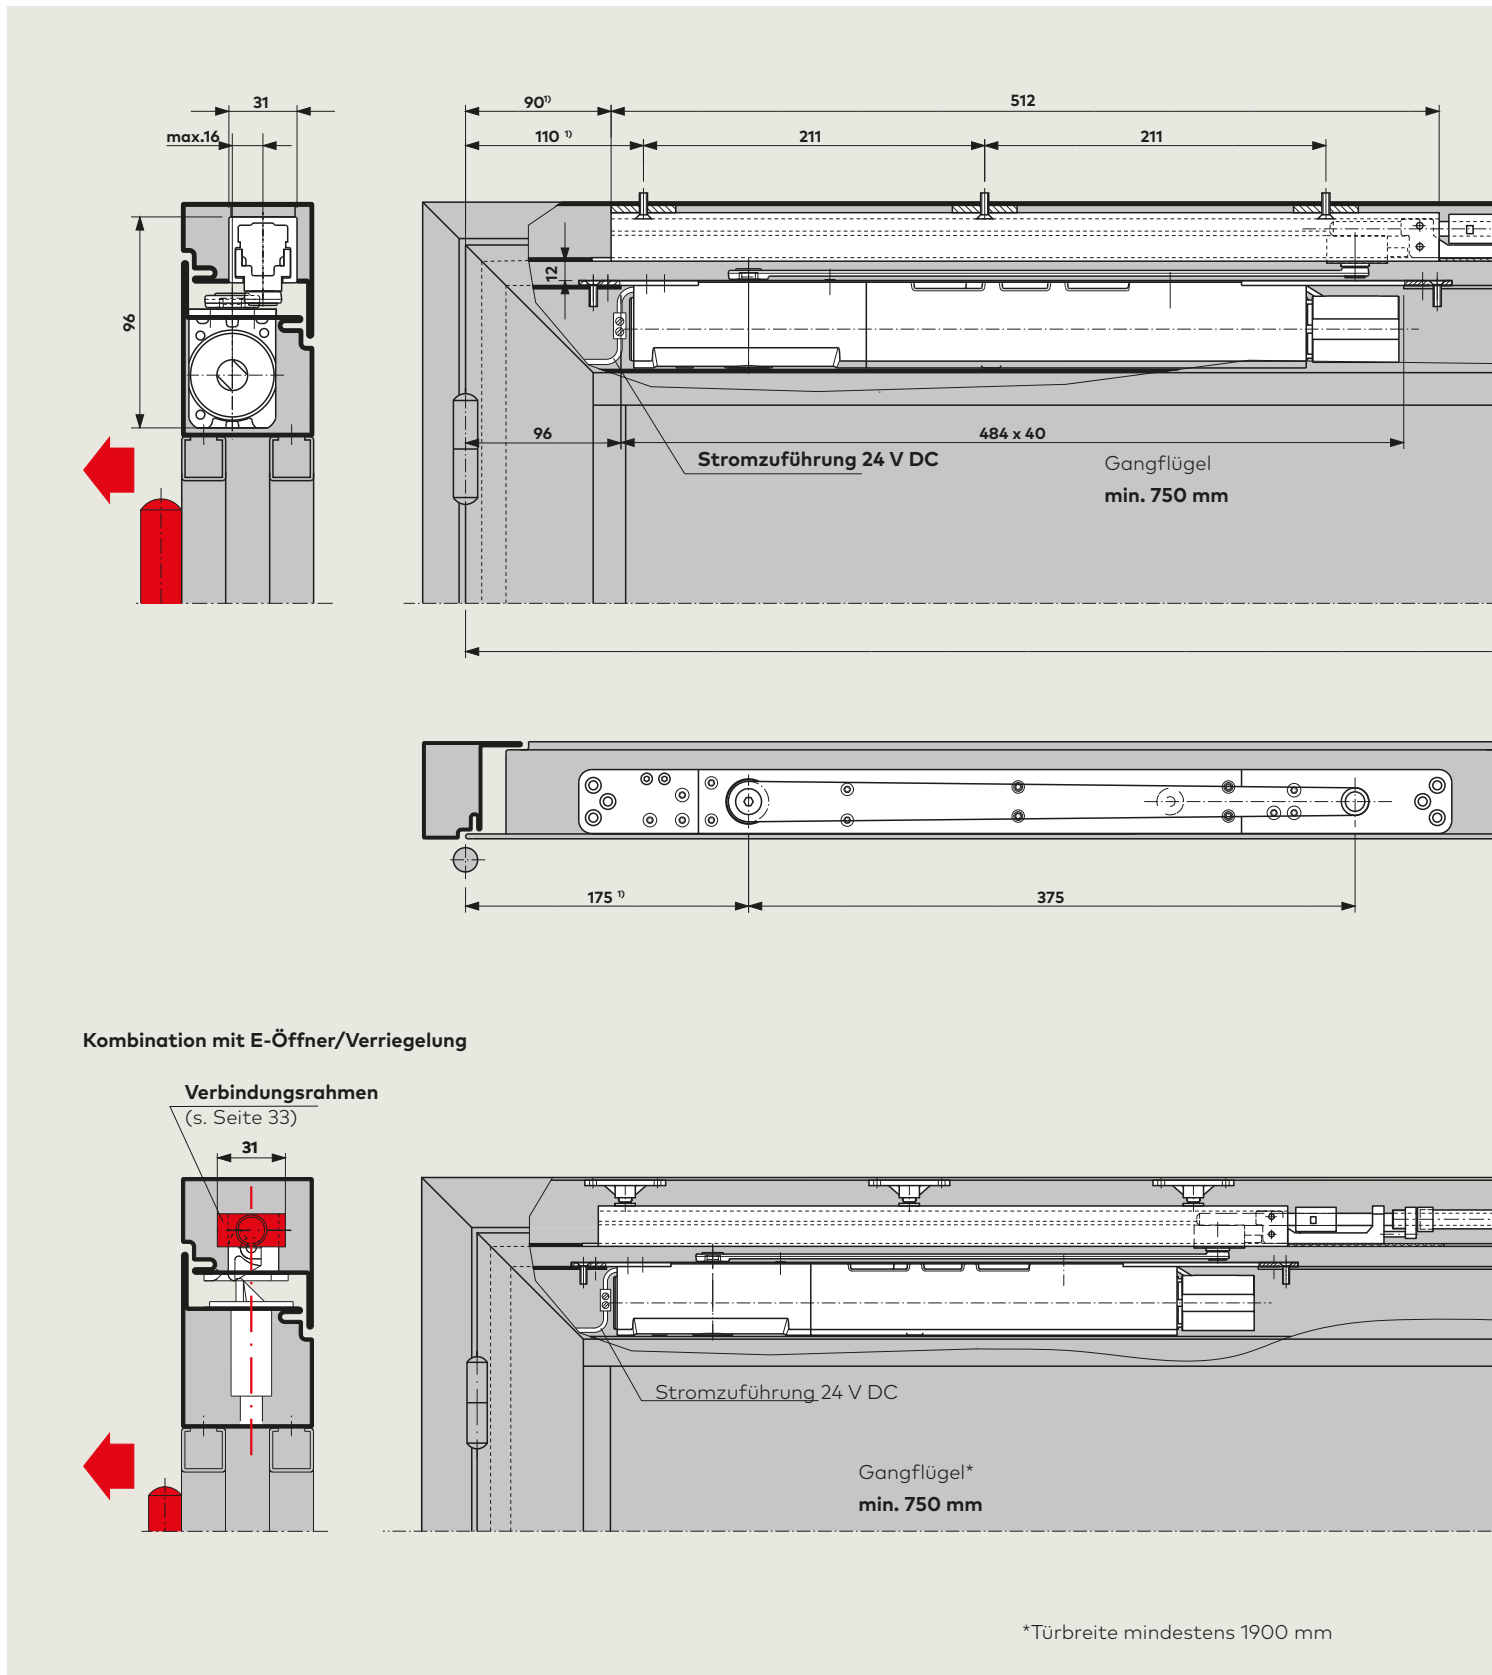 31
90¹⁾
512
max.16
110 ¹⁾
211
211
12
96
96
484 x 40
Stromzuführung 24 V DC
Gangflügel
min. 750 mm
175 ¹⁾
375
Kombination mit E-Öffner/Verriegelung
Verbindungsrahmen
(s. Seite 33)
31
Stromzuführung 24 V DC
Gangflügel*
min. 750 mm
*Türbreite mindestens 1900 mm